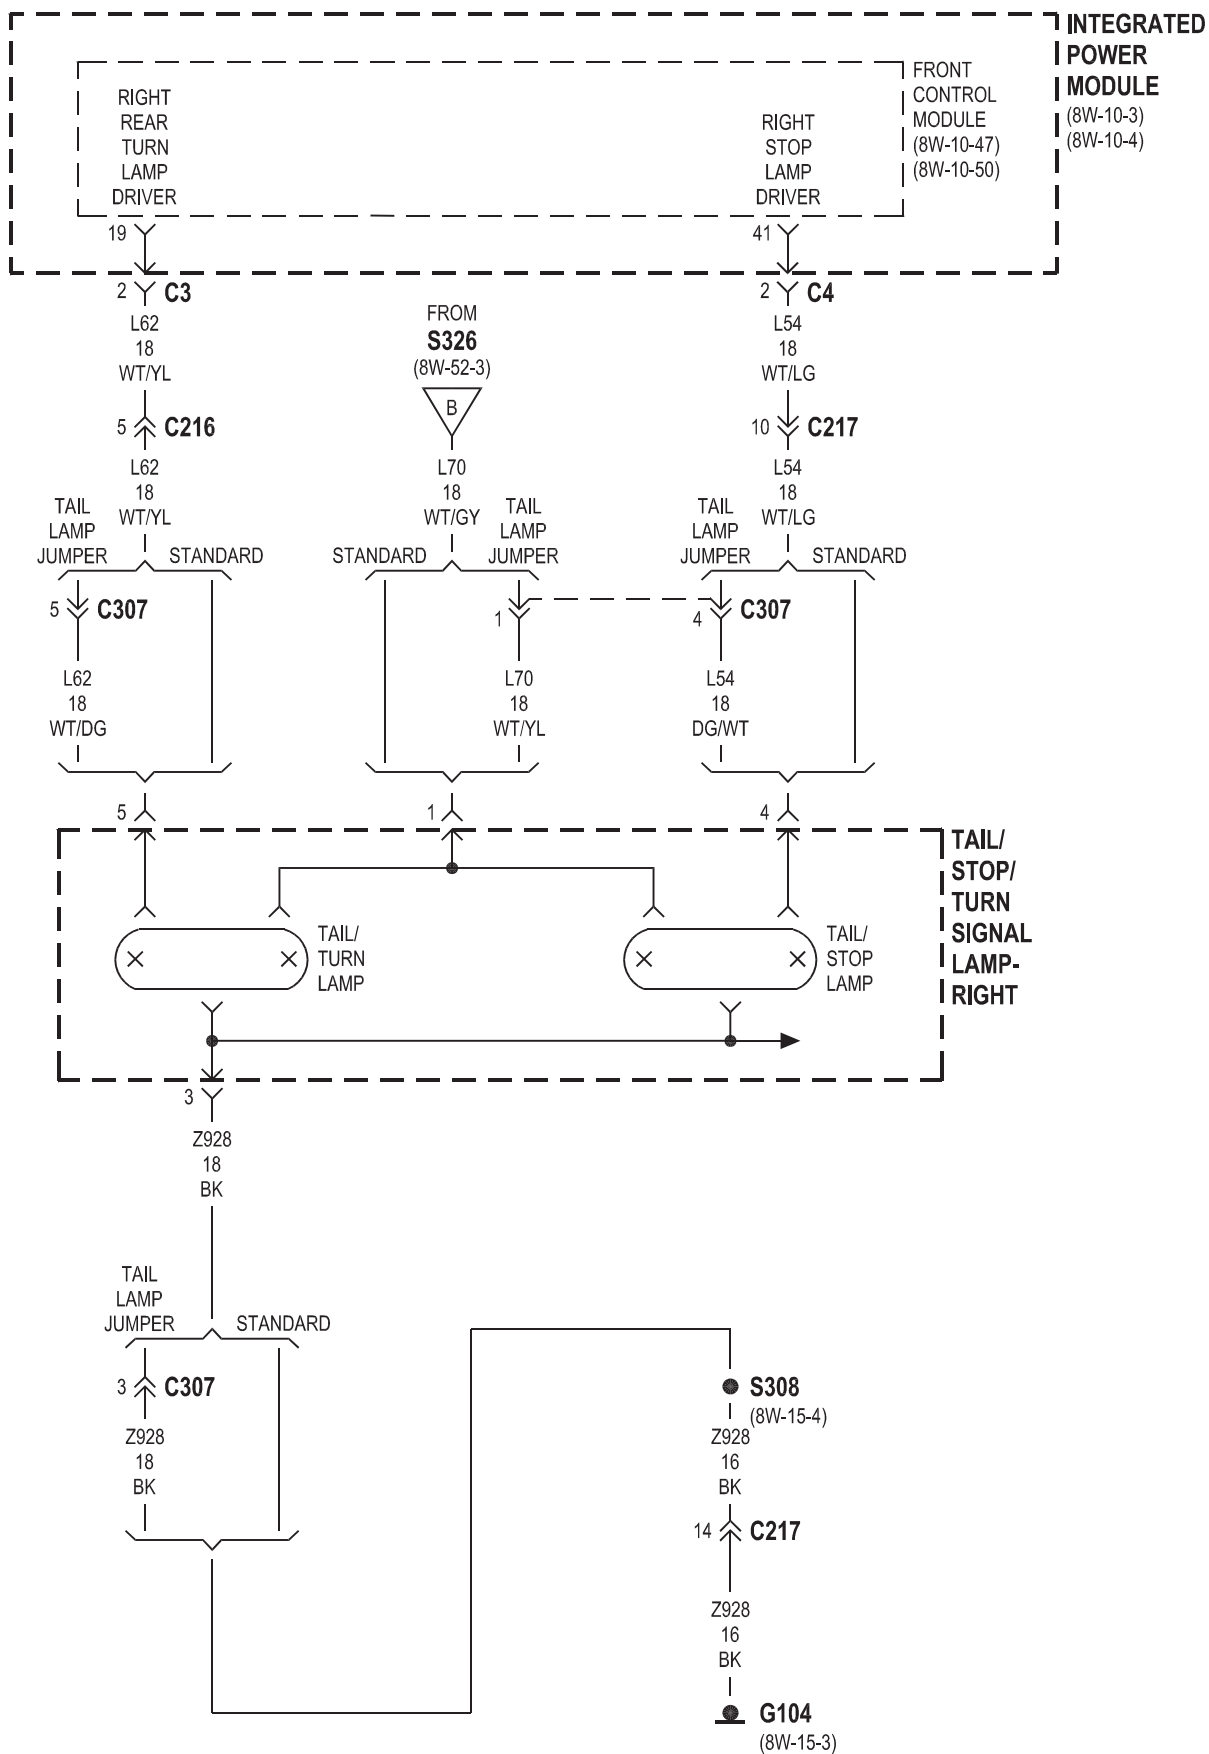 INTEGRATED
POWER
MODULE
(8W-10-3)
(8W-10-4)
FRONT
CONTROL
MODULE
(8W-10-47)
(8W-10-50)
RIGHT
REAR
TURN
LAMP
DRIVER
RIGHT
STOP
LAMP
DRIVER
19
41
2 C3
2 C4
L62
18
WT/YL
FROM
S326
(8W-52-3)
B
L54
18
WT/LG
5 C216
10 C217
L62
18
WT/YL
L70
18
WT/GY
L54
18
WT/LG
TAIL
LAMP
JUMPER
STANDARD
STANDARD
TAIL
LAMP
JUMPER
TAIL
LAMP
JUMPER
STANDARD
5 C307
1
4 C307
L62
18
WT/DG
L70
18
WT/YL
L54
18
DG/WT
5
1
4
TAIL/
STOP/
TURN
SIGNAL
LAMP-
RIGHT
TAIL/
TURN
LAMP
TAIL/
STOP
LAMP
3
Z928
18
BK
TAIL
LAMP
JUMPER
STANDARD
3 C307
Z928
18
BK
S308
(8W-15-4)
Z928
16
BK
14 C217
Z928
16
BK
G104
(8W-15-3)